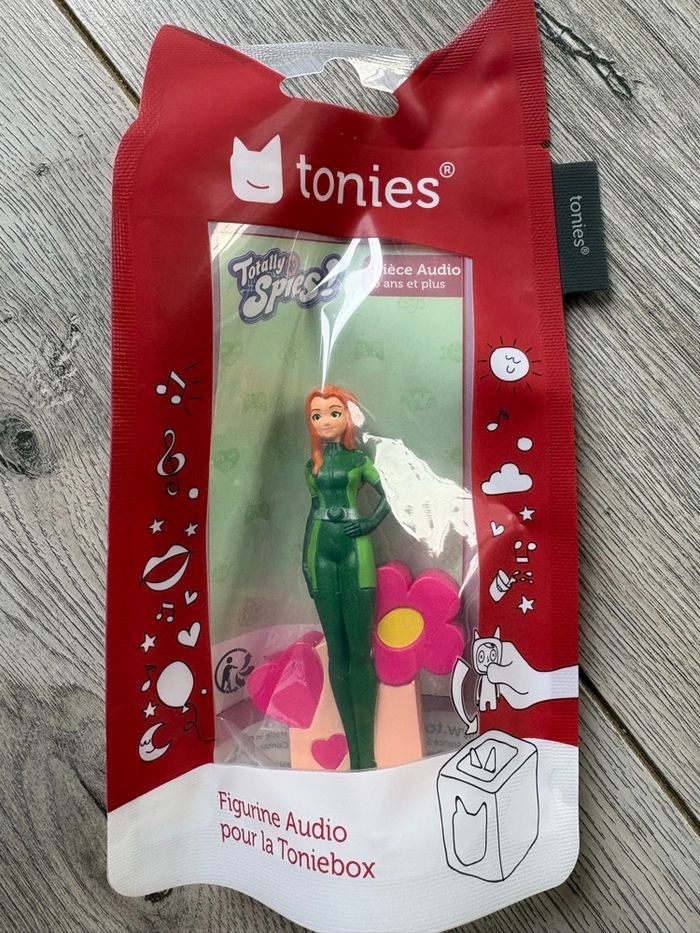 tonies®
tonies®
Totally
Spies!
ièce Audio
ans et plus
Figurine Audio
pour la Toniebox